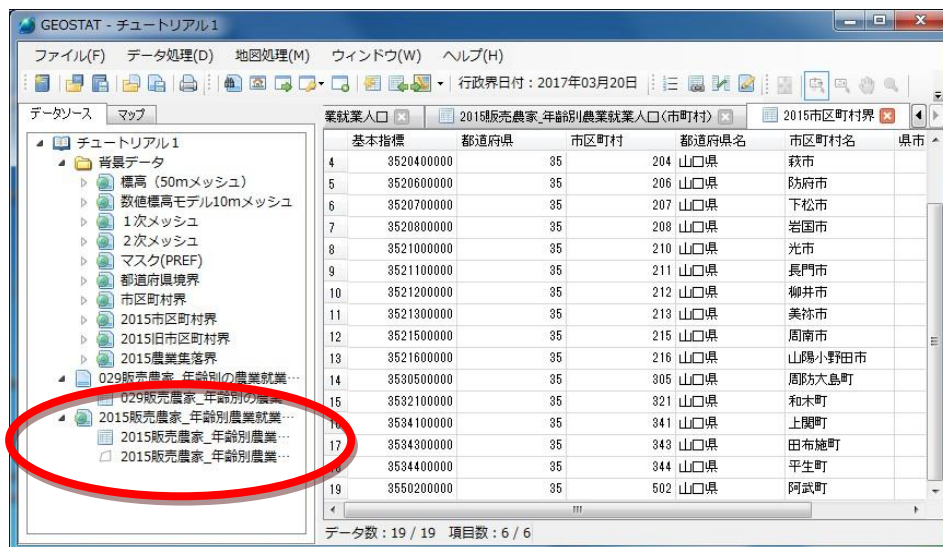 GEOSTAT - チュートリアル1
ファイル(F) データ処理(D) 地図処理(M) ウィンドウ(W) ヘルプ(H)
行政界日付：2017年03月20日
データソース マップ
業就業人口 2015販売農家_年齢別農業就業人口(市町村) 2015市区町村界
チュートリアル1
背景データ
標高（50mメッシュ）
数値標高モデル10mメッシュ
1次メッシュ
2次メッシュ
マスク(PREF)
都道府県境界
市区町村界
2015市区町村界
2015旧市区町村界
2015農業集落界
029販売農家_年齢別の農業就業…
029販売農家_年齢別の農業
2015販売農家_年齢別農業就業…
2015販売農家_年齢別農業…
2015販売農家_年齢別農業…
基本指標 都道府県 市区町村 都道府県名 市区町村名 県市
4 3520400000 35 204 山口県 萩市
5 3520600000 35 206 山口県 防府市
6 3520700000 35 207 山口県 下松市
7 3520800000 35 208 山口県 岩国市
8 3521000000 35 210 山口県 光市
9 3521100000 35 211 山口県 長門市
10 3521200000 35 212 山口県 柳井市
11 3521300000 35 213 山口県 美祢市
12 3521500000 35 215 山口県 周南市
13 3521600000 35 216 山口県 山陽小野田市
14 3530500000 35 305 山口県 周防大島町
15 3532100000 35 321 山口県 和木町
16 3534100000 35 341 山口県 上関町
17 3534300000 35 343 山口県 田布施町
18 3534400000 35 344 山口県 平生町
19 3550200000 35 502 山口県 阿武町
データ数：19 / 19 項目数：6 / 6